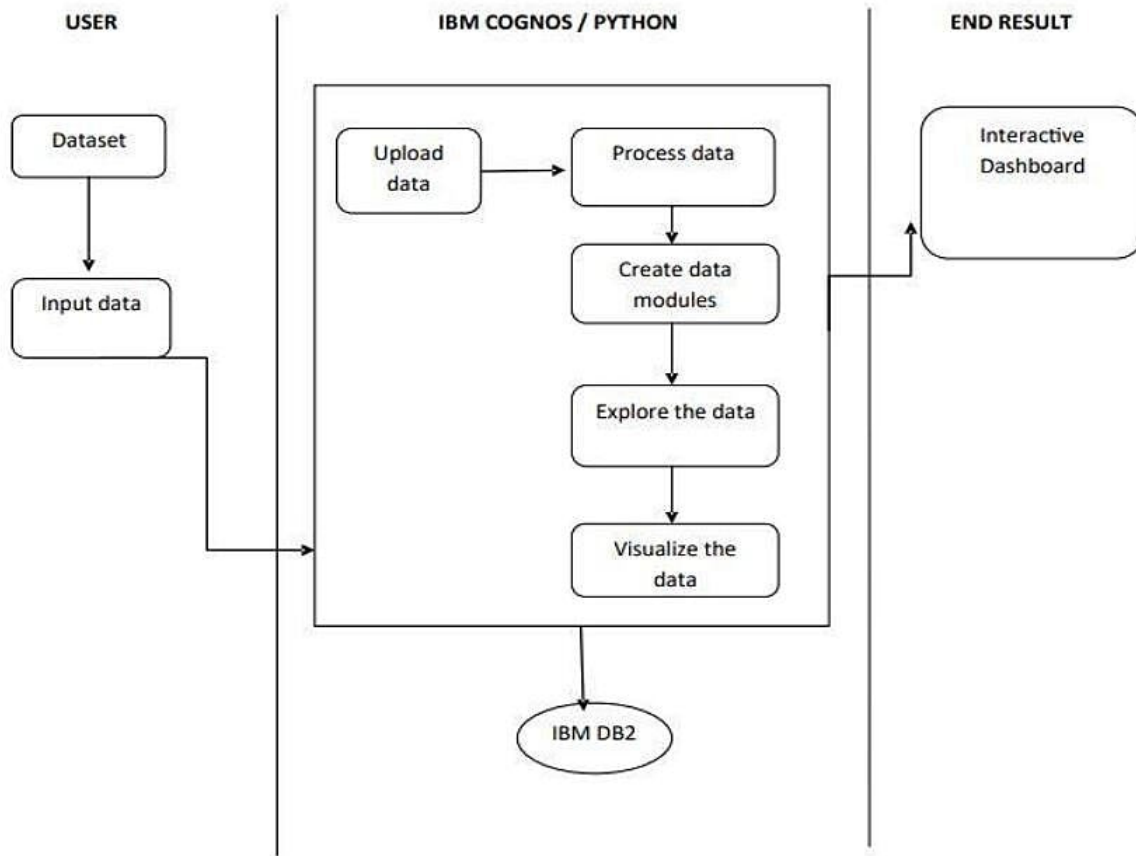 USER
IBM COGNOS / PYTHON
END RESULT
Dataset
Input data
Upload
data
Process data
Create data
modules
Explore the data
Visualize the
data
IBM DB2
Interactive
Dashboard